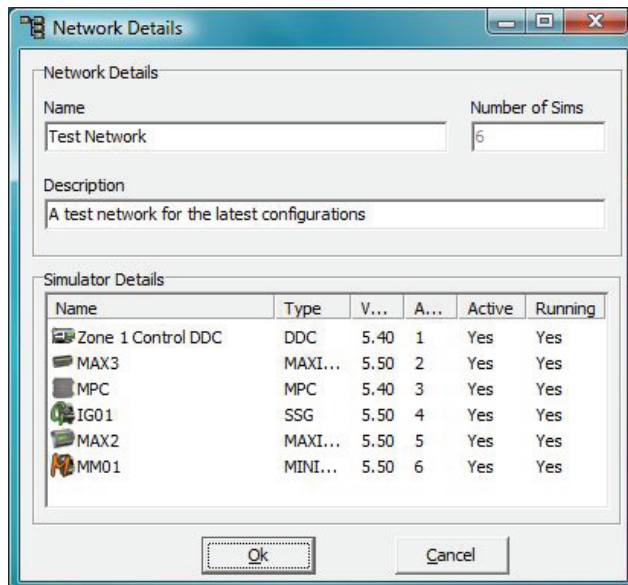 Network Details
Network Details
Name Number of Sims
Test Network 6
Description
A test network for the latest configurations
Simulator Details
Name Type V... A... Active Running
Zone 1 Control DDC DDC 5.40 1 Yes Yes
MAX3 MAXI... 5.50 2 Yes Yes
MPC MPC 5.40 3 Yes Yes
IG01 SSG 5.50 4 Yes Yes
MAX2 MAXI... 5.50 5 Yes Yes
MM01 MINI... 5.50 6 Yes Yes
Ok Cancel